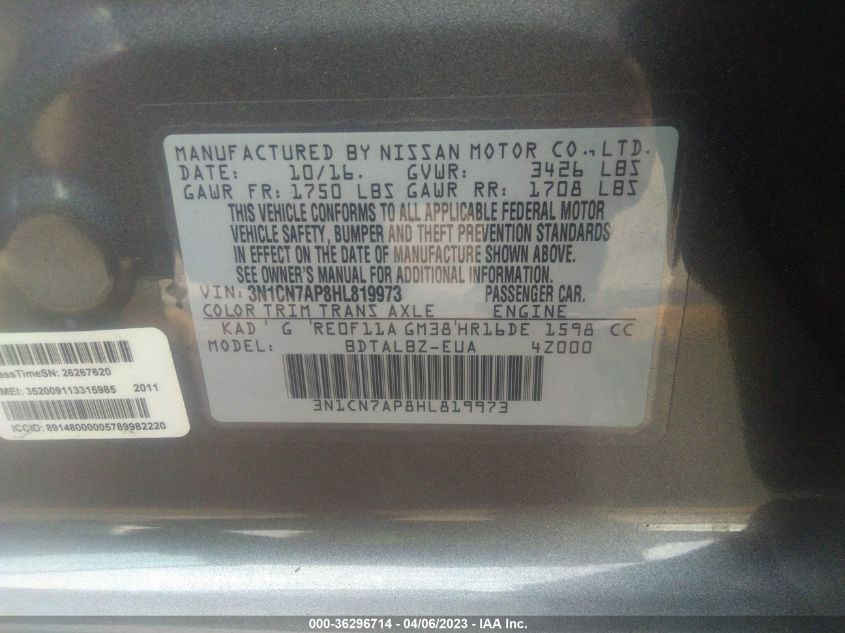 MANUFACTURED BY NISSAN MOTOR CO., LTD.
DATE: 10/16. GVWR: 3426 LBS
GAWR FR: 1750 LBS GAWR RR: 1708 LBS
THIS VEHICLE CONFORMS TO ALL APPLICABLE FEDERAL MOTOR
VEHICLE SAFETY, BUMPER AND THEFT PREVENTION STANDARDS
IN EFFECT ON THE DATE OF MANUFACTURE SHOWN ABOVE.
SEE OWNER'S MANUAL FOR ADDITIONAL INFORMATION.
VIN: 3N1CN7AP8HL819973 PASSENGER CAR.
COLOR TRIM TRANS AXLE ENGINE
KAD ' G 'RE0F11A GM38'HR16DE 1598 CC
MODEL: BDTALBZ-EUA 4Z000
3N1CN7AP8HL819973
essTimeSN: 26267620
MEI: 352009113315985 2011
ICCID: 89148000005789982220
000-36296714 - 04/06/2023 - IAA Inc.